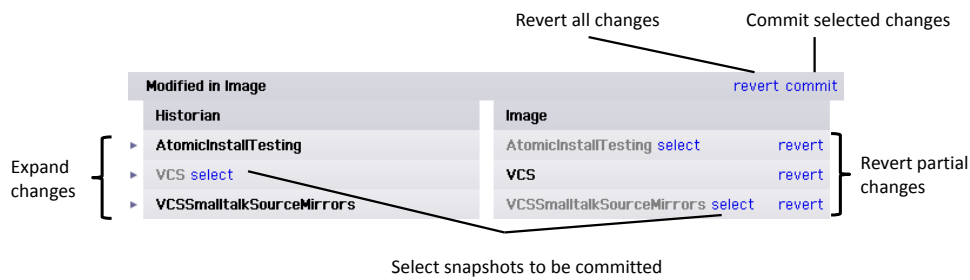 Revert all changes
Commit selected changes
Modified in Image
revert commit
Historian
Image
AtomicInstallTesting
AtomicInstallTesting select
revert
VCS select
VCS
revert
VCSSmalltalkSourceMirrors
VCSSmalltalkSourceMirrors select
revert
Expand
changes
Revert partial
changes
Select snapshots to be committed